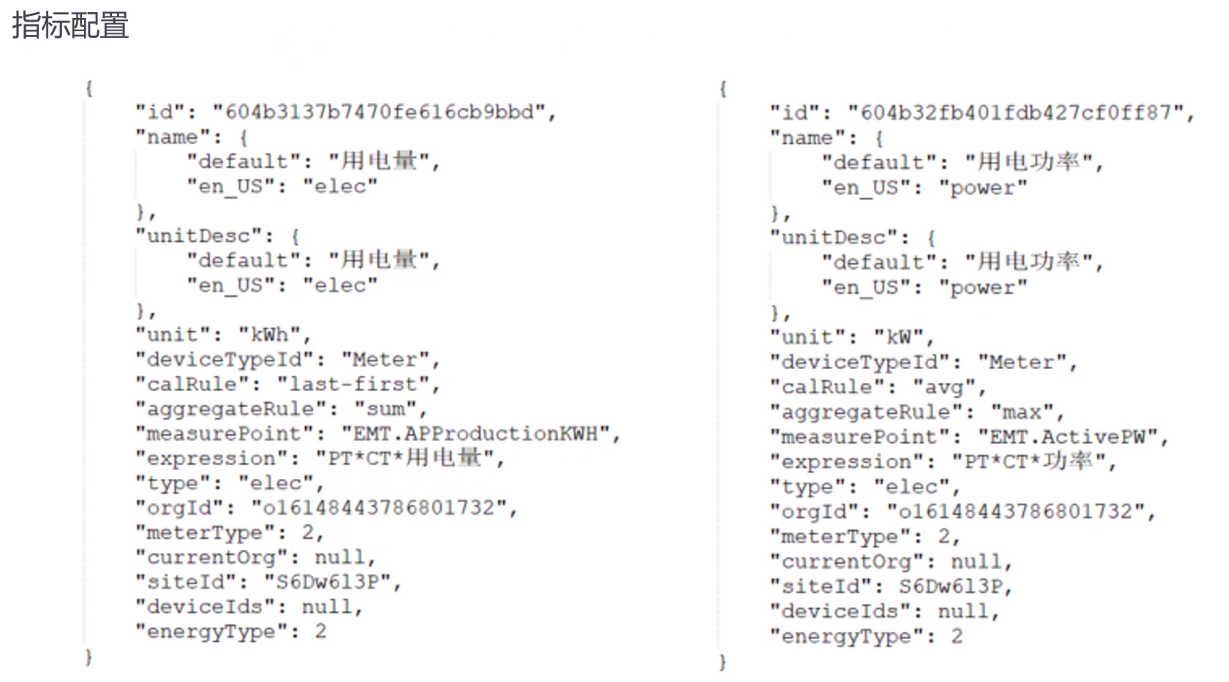 指标配置
{
"id": "604b3137b7470fe616cb9bbd",
"name": {
"default": "用电量",
"en_US": "elec"
},
"unitDesc": {
"default": "用电量",
"en_US": "elec"
},
"unit": "kWh",
"deviceTypeId": "Meter",
"calRule": "last-first",
"aggregateRule": "sum",
"measurePoint": "EMT.APProductionKWH",
"expression": "PT*CT*用电量",
"type": "elec",
"orgId": "o16148443786801732",
"meterType": 2,
"currentOrg": null,
"siteId": "S6Dw6l3P",
"deviceIds": null,
"energyType": 2
}
{
"id": "604b32fb401fdb427cf0ff87",
"name": {
"default": "用电功率",
"en_US": "power"
},
"unitDesc": {
"default": "用电功率",
"en_US": "power"
},
"unit": "kW",
"deviceTypeId": "Meter",
"calRule": "avg",
"aggregateRule": "max",
"measurePoint": "EMT.ActivePW",
"expression": "PT*CT*功率",
"type": "elec",
"orgId": "o16148443786801732",
"meterType": 2,
"currentOrg": null,
"siteId": S6Dw6l3P,
"deviceIds": null,
"energyType": 2
}